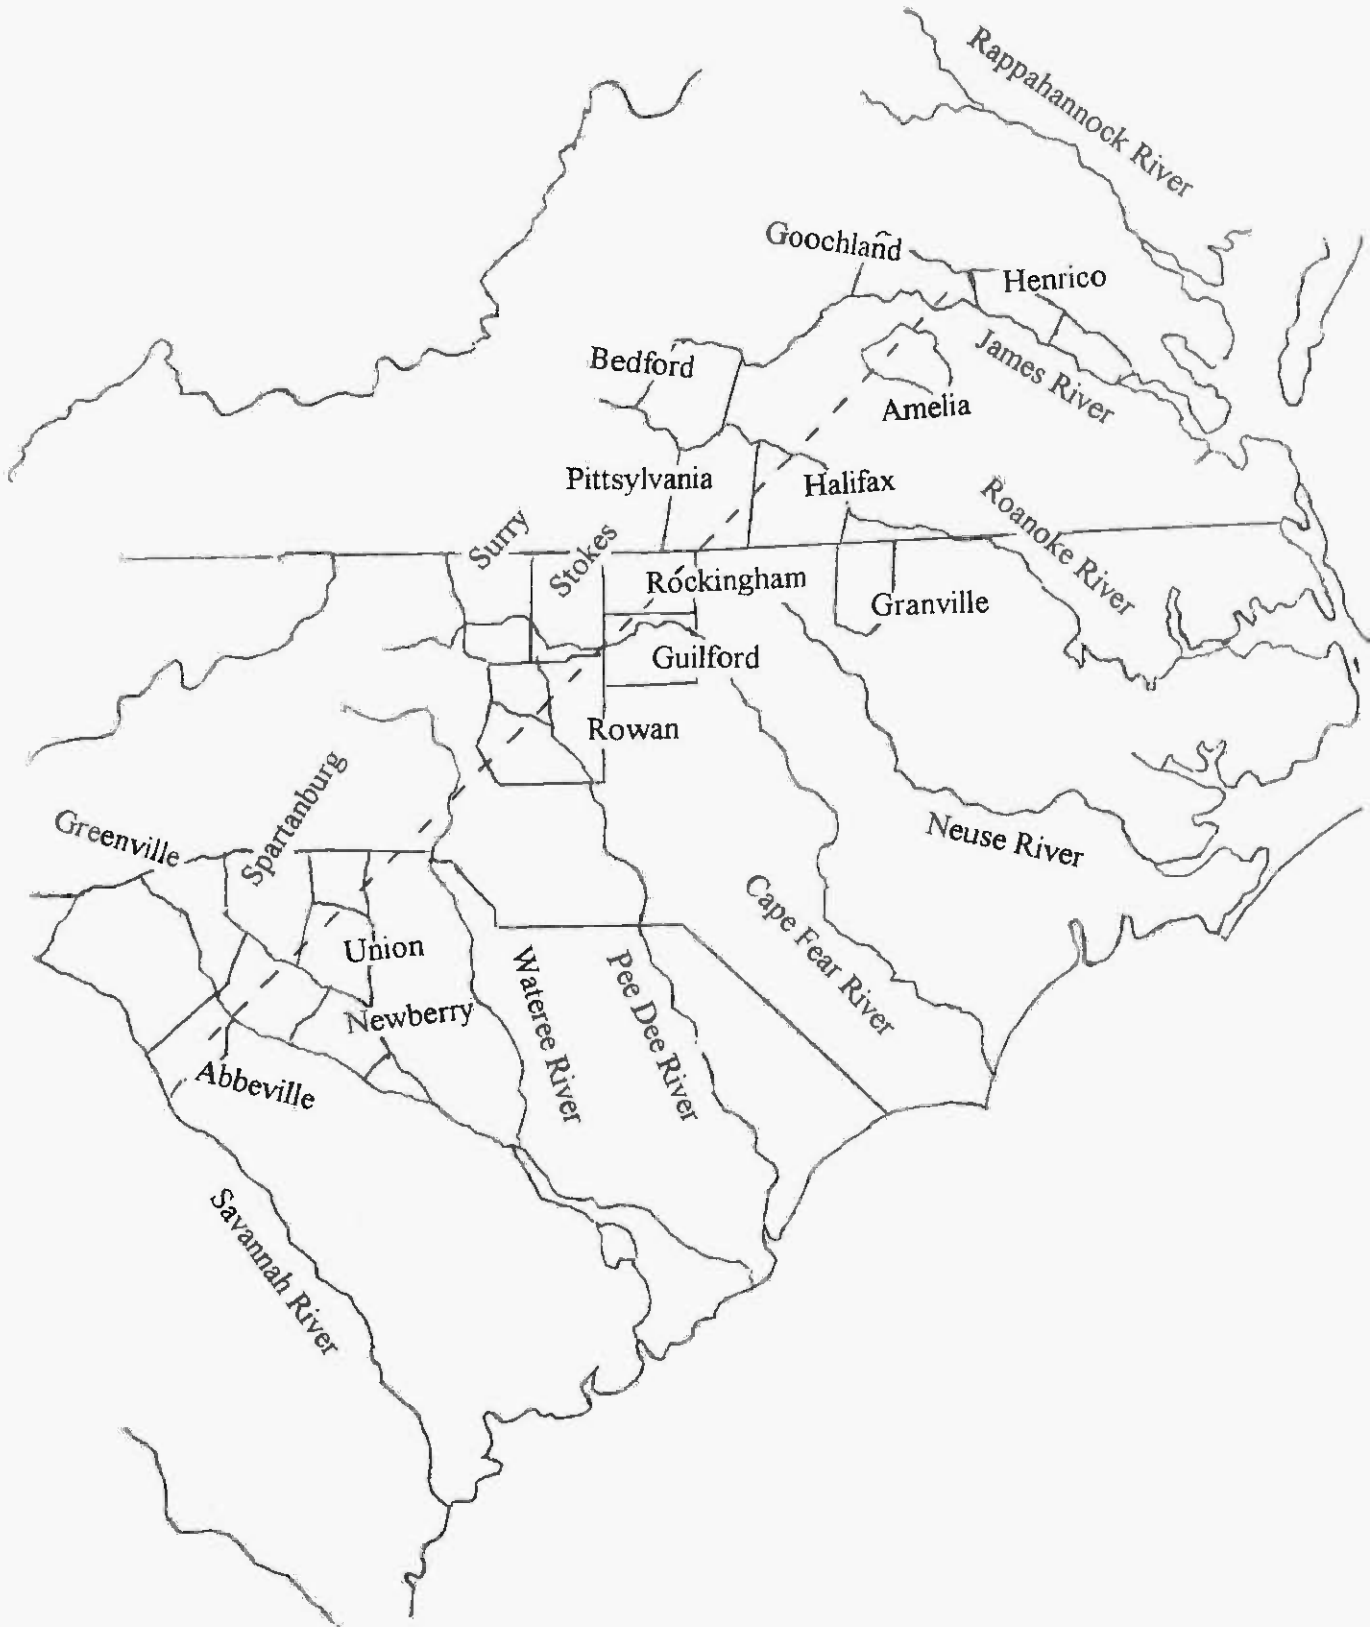 Rappahannock River
Goochland
Henrico
James River
Bedford
Amelia
Pittsylvania
Halifax
Roanoke River
Surry
Stokes
Rockingham
Granville
Guilford
Rowan
Spartanburg
Greenville
Neuse River
Cape Fear River
Union
Wateree River
Pee Dee River
Newberry
Abbeville
Savannah River